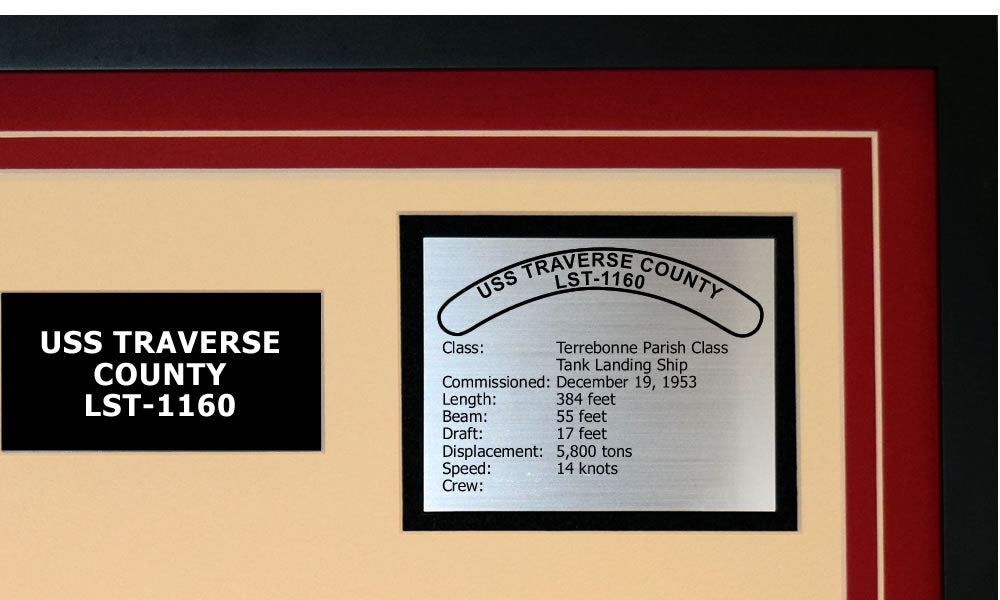 USS TRAVERSE
COUNTY
LST-1160
USS TRAVERSE COUNTY
LST-1160
Class: Terrebonne Parish Class
Tank Landing Ship
Commissioned: December 19, 1953
Length: 384 feet
Beam: 55 feet
Draft: 17 feet
Displacement: 5,800 tons
Speed: 14 knots
Crew: